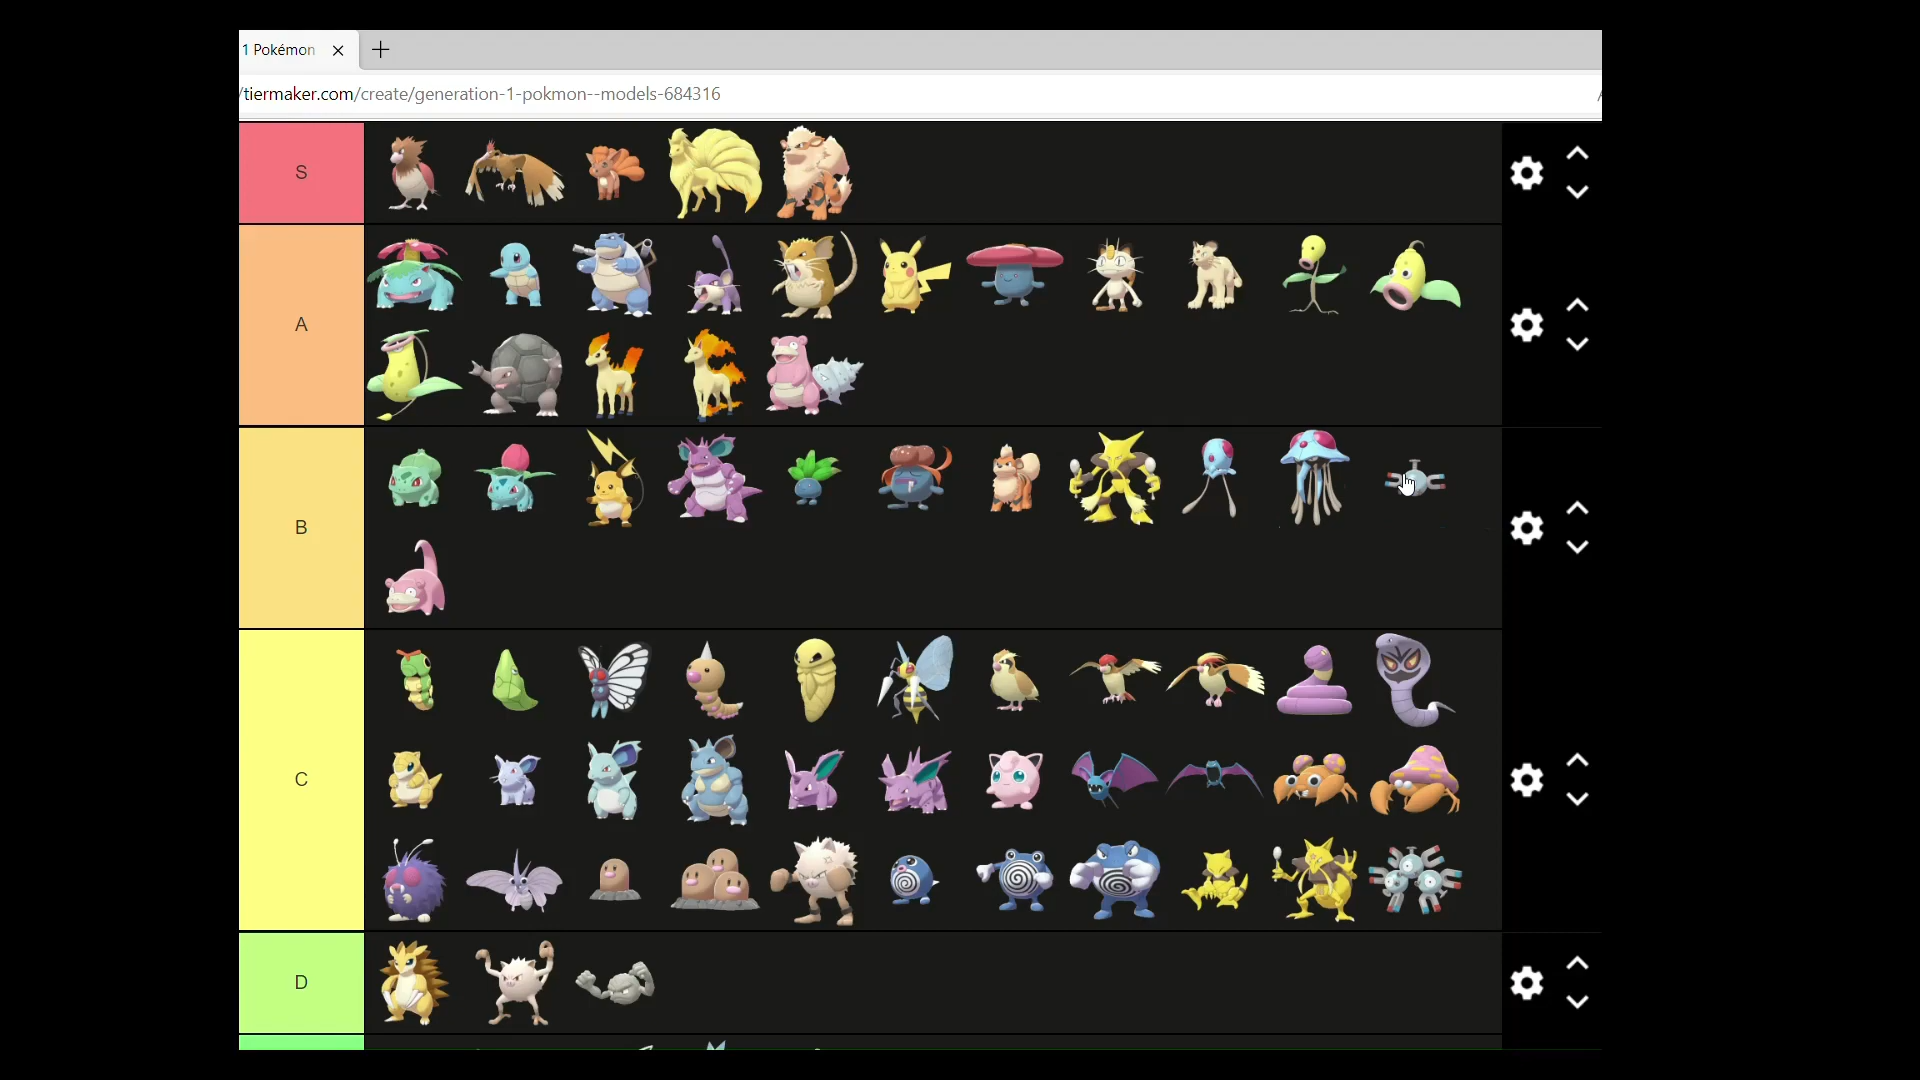 1 Pokémon
/tiermaker.com/create/generation-1-pokmon--models-684316
S
A
B
C
D